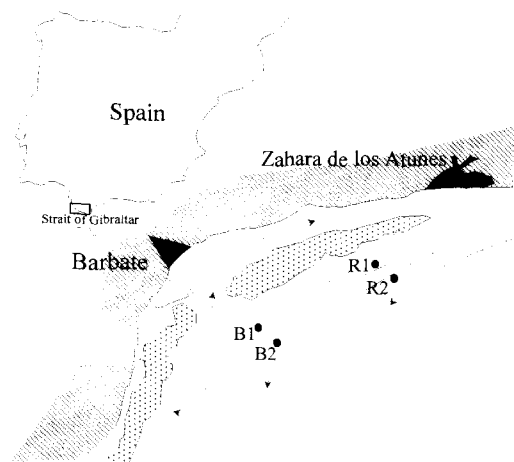 Spain
Zahara de los Atunes
Strait of Gibraltar
Barbate
R1
R2
B1
B2